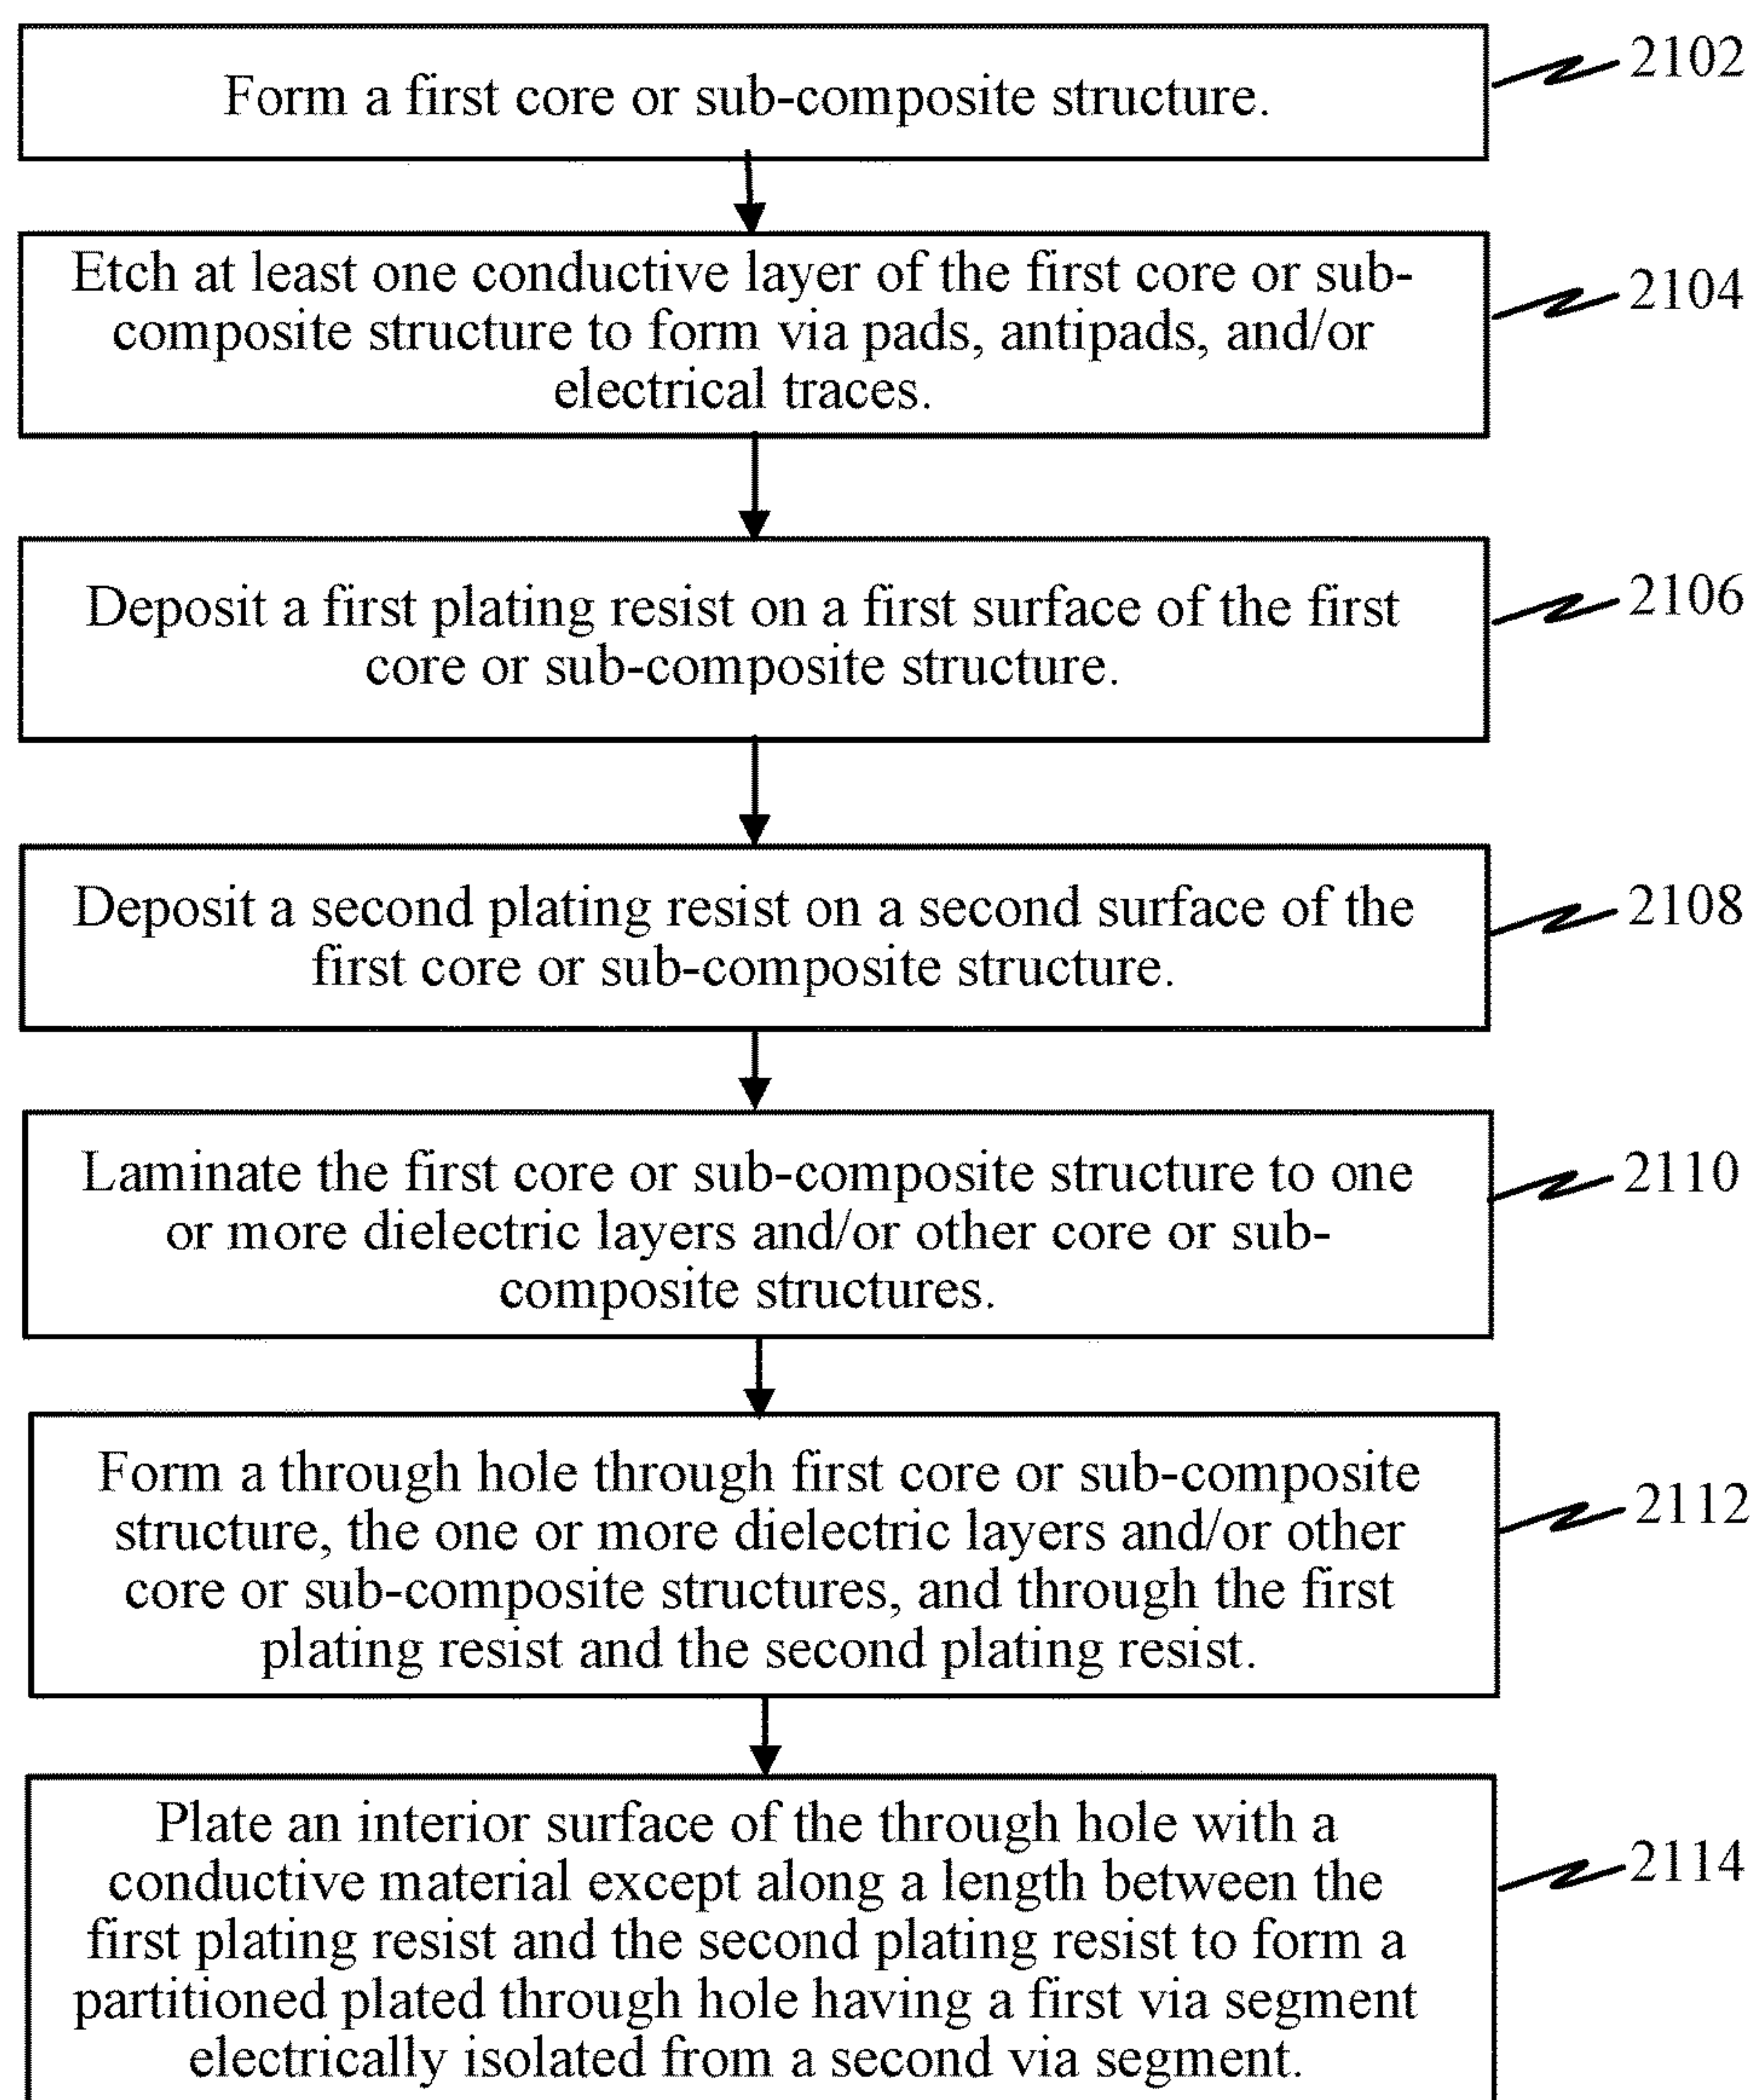 Form a first core or sub-composite structure.
2102
Etch at least one conductive layer of the first core or sub-
composite structure to form via pads, antipads, and/or
electrical traces.
2104
Deposit a first plating resist on a first surface of the first
core or sub-composite structure.
2106
Deposit a second plating resist on a second surface of the
first core or sub-composite structure.
2108
Laminate the first core or sub-composite structure to one
or more dielectric layers and/or other core or sub-
composite structures.
2110
Form a through hole through first core or sub-composite
structure, the one or more dielectric layers and/or other
core or sub-composite structures, and through the first
plating resist and the second plating resist.
2112
Plate an interior surface of the through hole with a
conductive material except along a length between the
first plating resist and the second plating resist to form a
partitioned plated through hole having a first via segment
electrically isolated from a second via segment.
2114